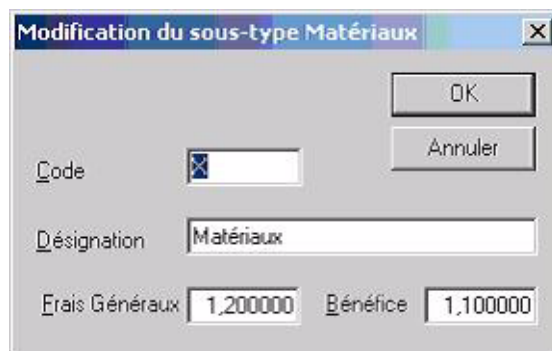 Modification du sous-type Matériaux
OK
Annuler
Code X
Désignation Matériaux
Frais Généraux 1,200000 Bénéfice 1,100000